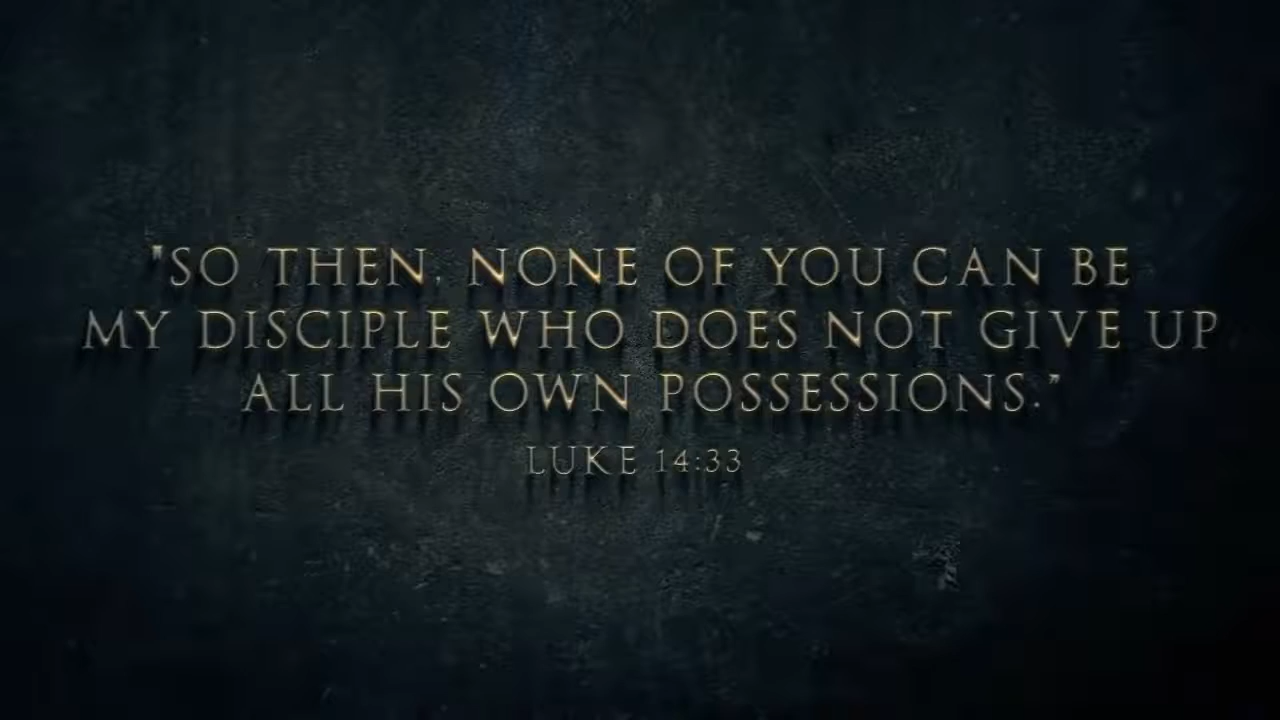 "SO THEN, NONE OF YOU CAN BE
MY DISCIPLE WHO DOES NOT GIVE UP
ALL HIS OWN POSSESSIONS."
LUKE 14:33